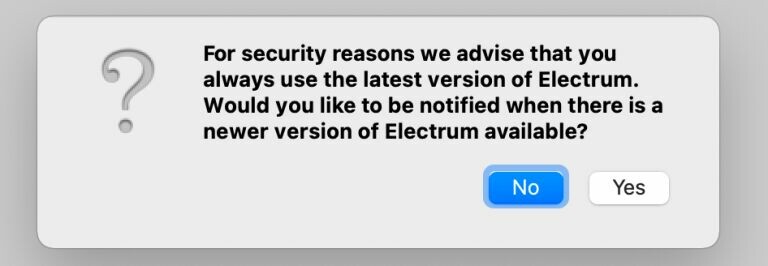 For security reasons we advise that you
always use the latest version of Electrum.
Would you like to be notified when there is a
newer version of Electrum available?
No Yes